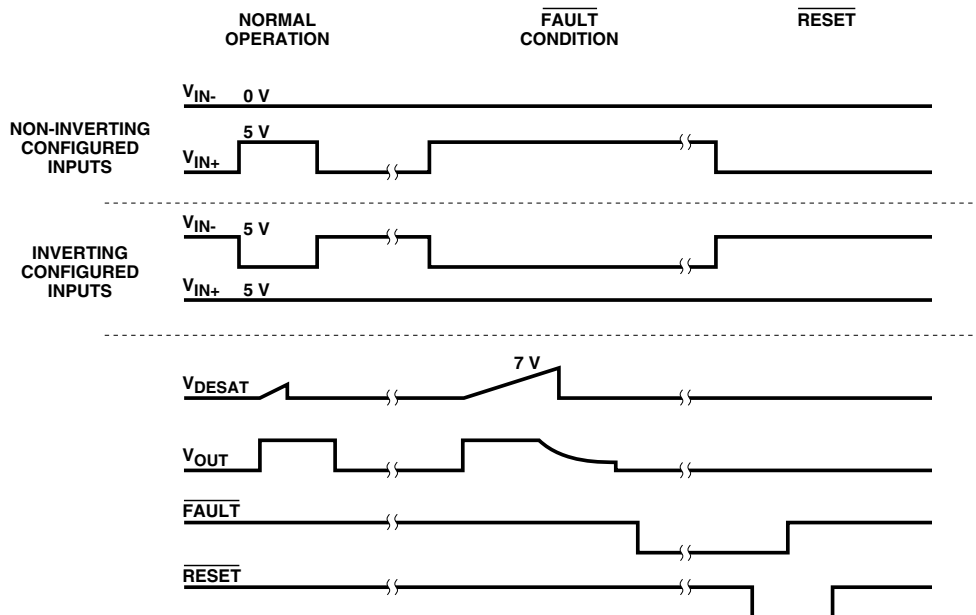 NORMAL
OPERATION
FAULT
CONDITION
RESET
NON-INVERTING
CONFIGURED
INPUTS
VIN- 0 V
5 V
VIN+
INVERTING
CONFIGURED
INPUTS
VIN- 5 V
VIN+ 5 V
7 V
VDESAT
VOUT
FAULT
RESET